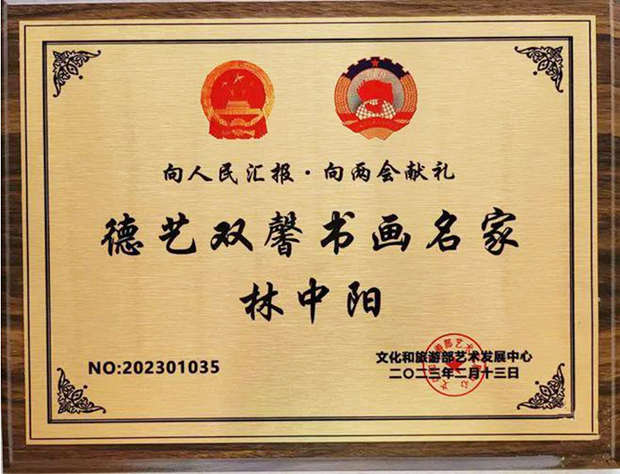 向人民汇报·向两会献礼
德艺双馨书画名家
林中阳
NO:202301035
文化和旅游部艺术发展中心
二〇二三年二月十三日